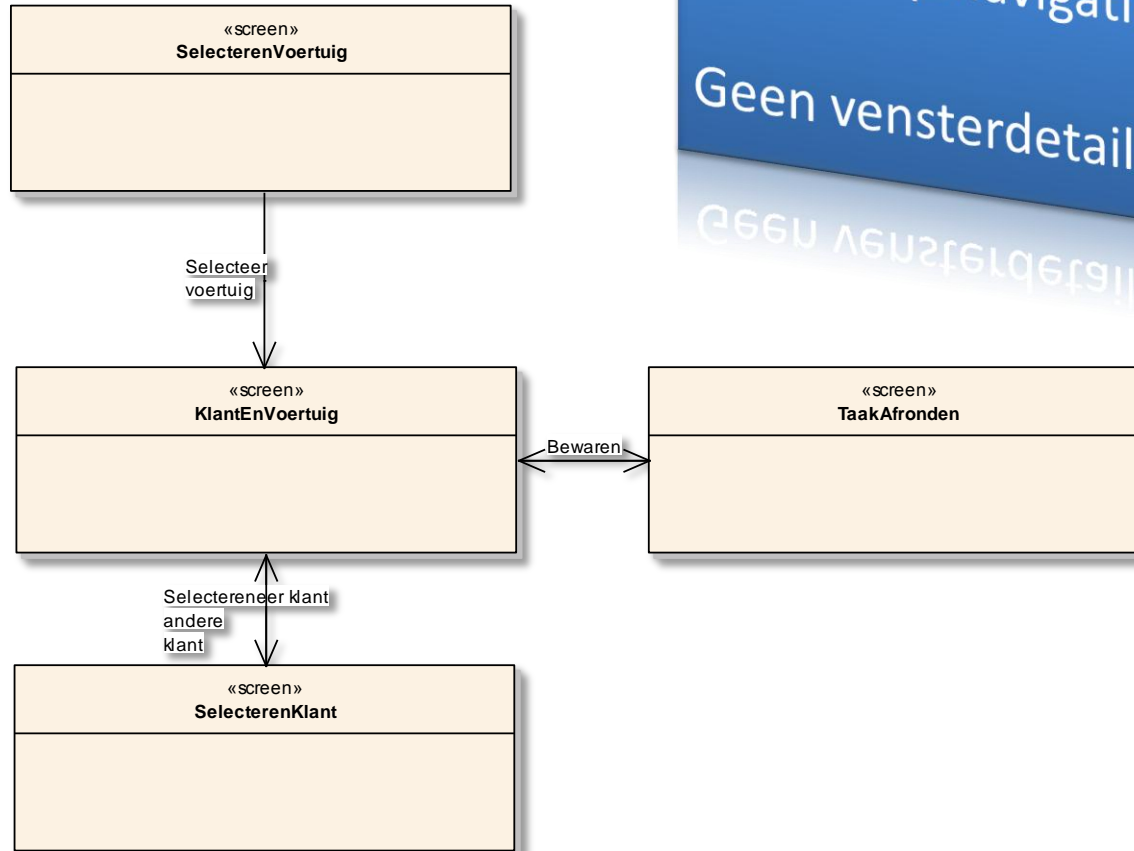 «screen»
SelecterenVoertuig
Geen vensterdetail
Selecteer
voertuig
«screen»
KlantEnVoertuig
«screen»
TaakAfronden
Bewaren
Selectereneer klant
andere
klant
«screen»
SelecterenKlant